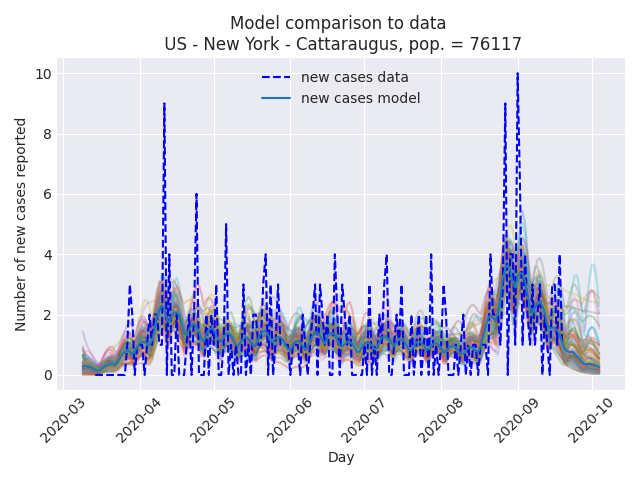 Model comparison to data
US - New York - Cattaraugus, pop. = 76117
new cases data
new cases model
Number of new cases reported
10
8
6
4
2
0
2020-03
2020-04
2020-05
2020-06
2020-07
2020-08
2020-09
2020-10
Day